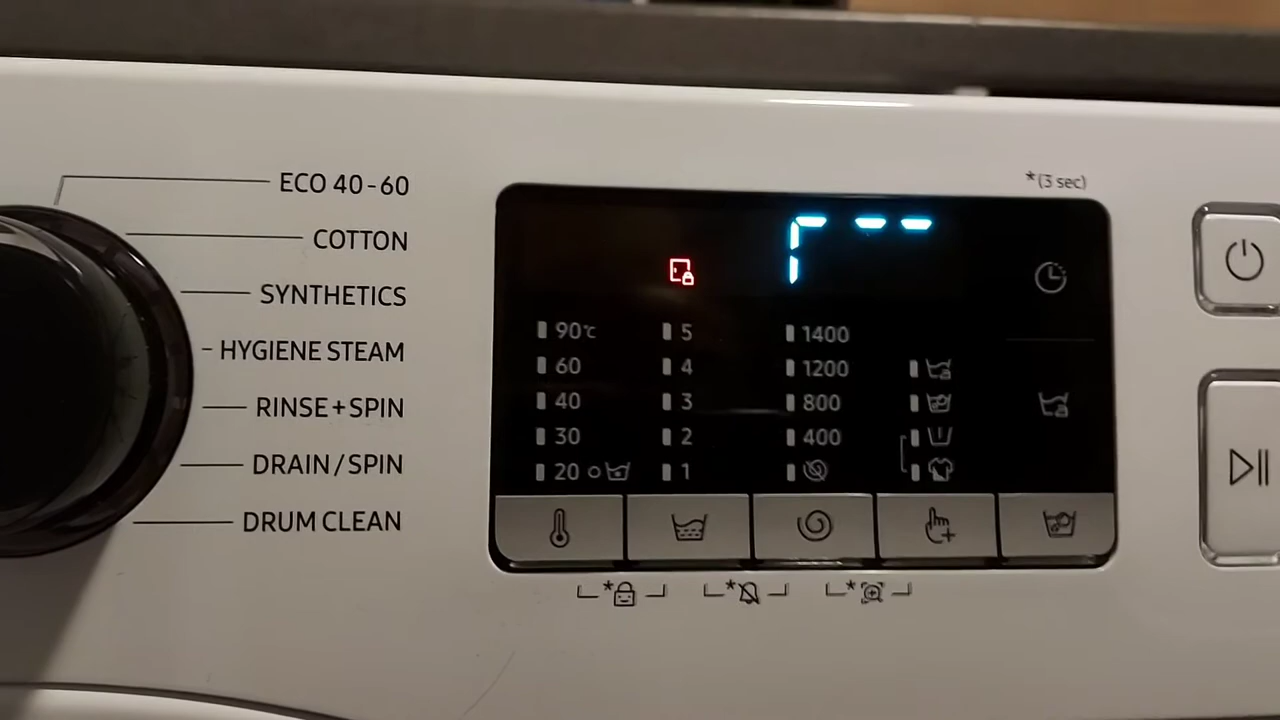 ECO 40-60
COTTON
SYNTHETICS
HYGIENE STEAM
RINSE+SPIN
DRAIN/SPIN
DRUM CLEAN
*(3 sec)
90℃ 5 1400
60 4 1200
40 3 800
30 2 400
20 1
* * *